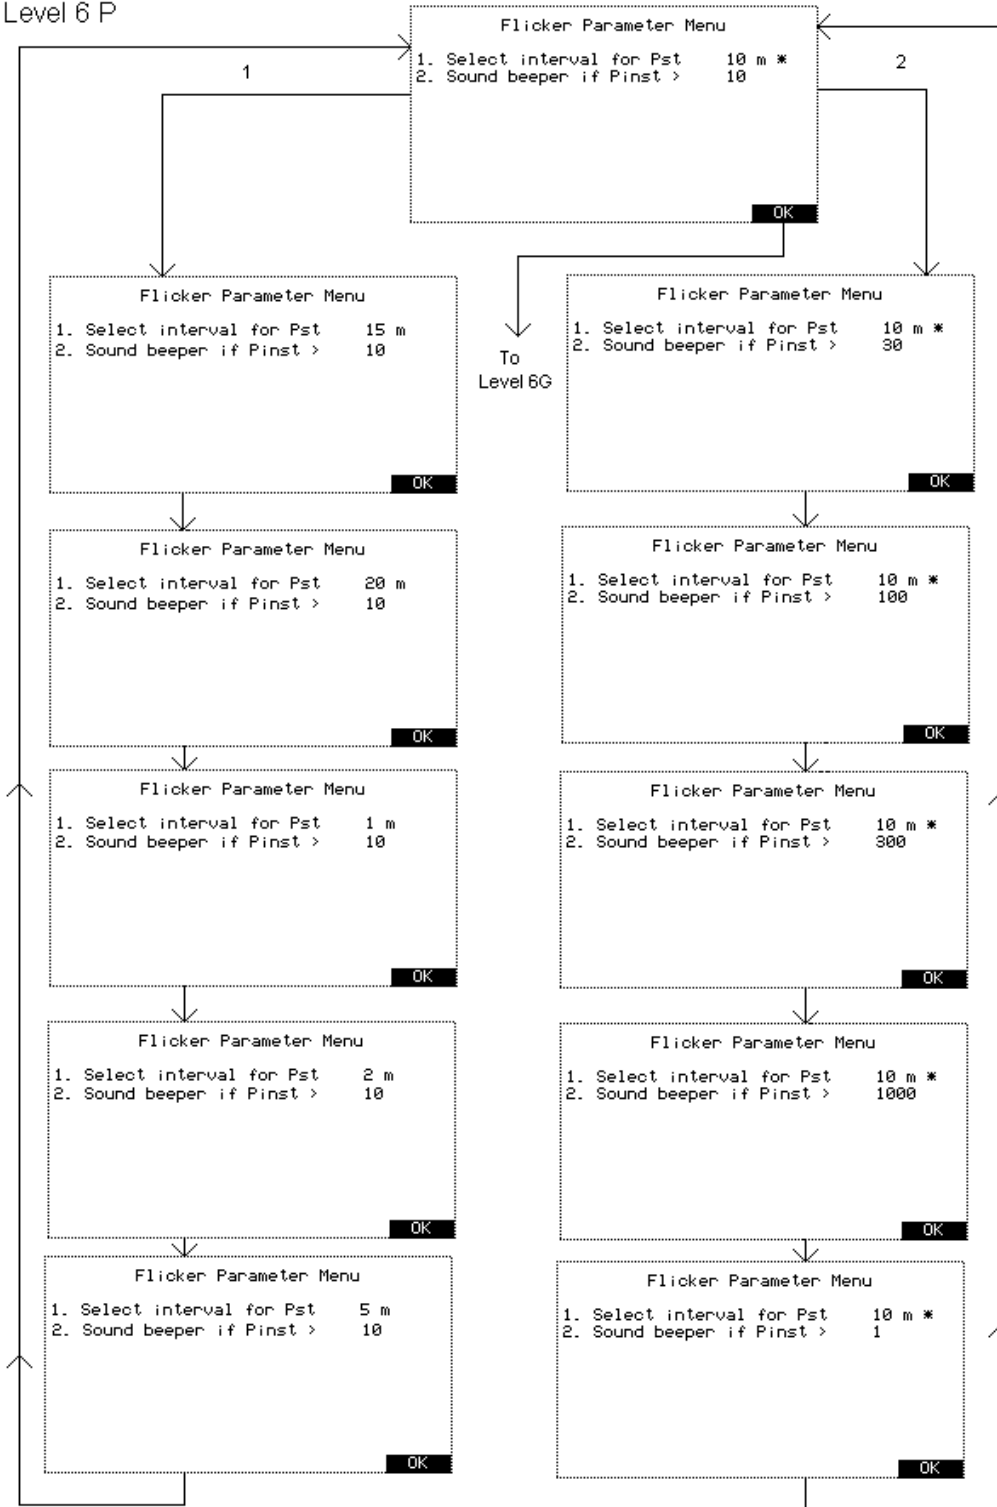 Level 6 P
Flicker Parameter Menu
1. Select interval for Pst 10 m *
2. Sound beeper if Pinst > 10
OK
1
2
Flicker Parameter Menu
1. Select interval for Pst 15 m
2. Sound beeper if Pinst > 10
OK
To
Level 6G
Flicker Parameter Menu
1. Select interval for Pst 10 m *
2. Sound beeper if Pinst > 30
OK
Flicker Parameter Menu
1. Select interval for Pst 20 m
2. Sound beeper if Pinst > 10
OK
Flicker Parameter Menu
1. Select interval for Pst 10 m *
2. Sound beeper if Pinst > 100
OK
Flicker Parameter Menu
1. Select interval for Pst 1 m
2. Sound beeper if Pinst > 10
OK
Flicker Parameter Menu
1. Select interval for Pst 10 m *
2. Sound beeper if Pinst > 300
OK
Flicker Parameter Menu
1. Select interval for Pst 2 m
2. Sound beeper if Pinst > 10
OK
Flicker Parameter Menu
1. Select interval for Pst 10 m *
2. Sound beeper if Pinst > 1000
OK
Flicker Parameter Menu
1. Select interval for Pst 5 m
2. Sound beeper if Pinst > 10
OK
Flicker Parameter Menu
1. Select interval for Pst 10 m *
2. Sound beeper if Pinst > 1
OK